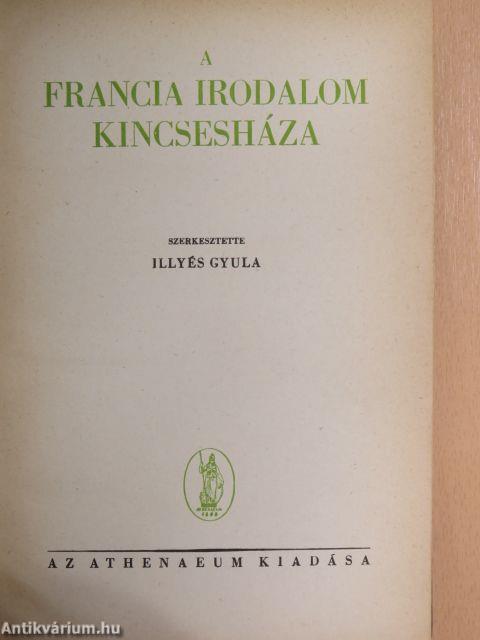 A
FRANCIA IRODALOM
KINCSESHÁZA
SZERKESZTETTE
ILLYÉS GYULA
AZ ATHENAEUM KIADÁSA
Antikvárium.hu